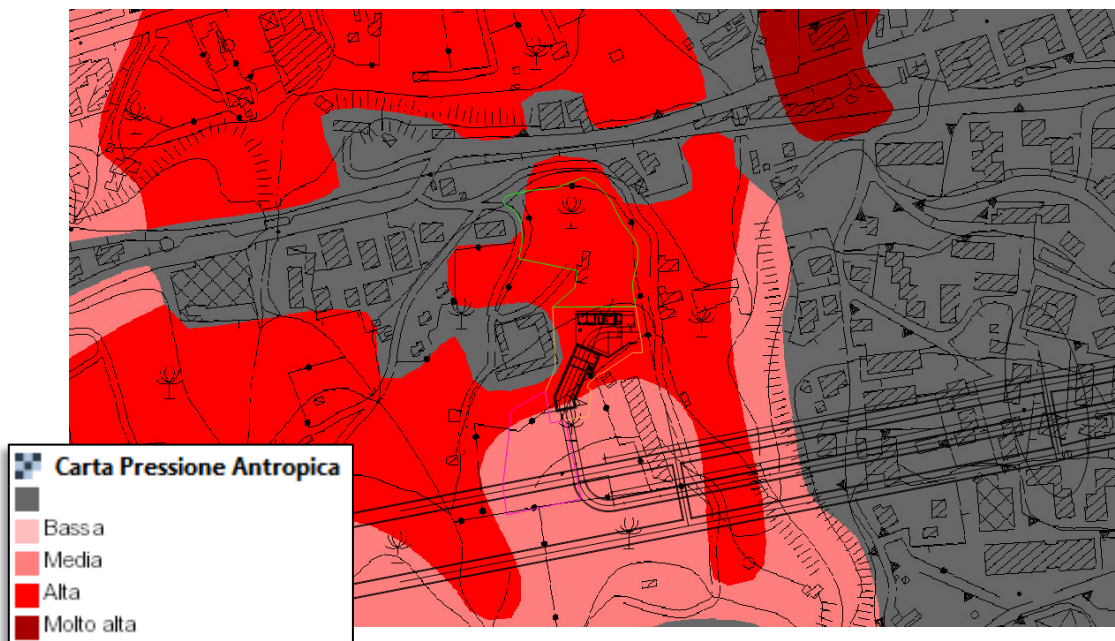 Carta Pressione Antropica
Bassa
Media
Alta
Molto alta